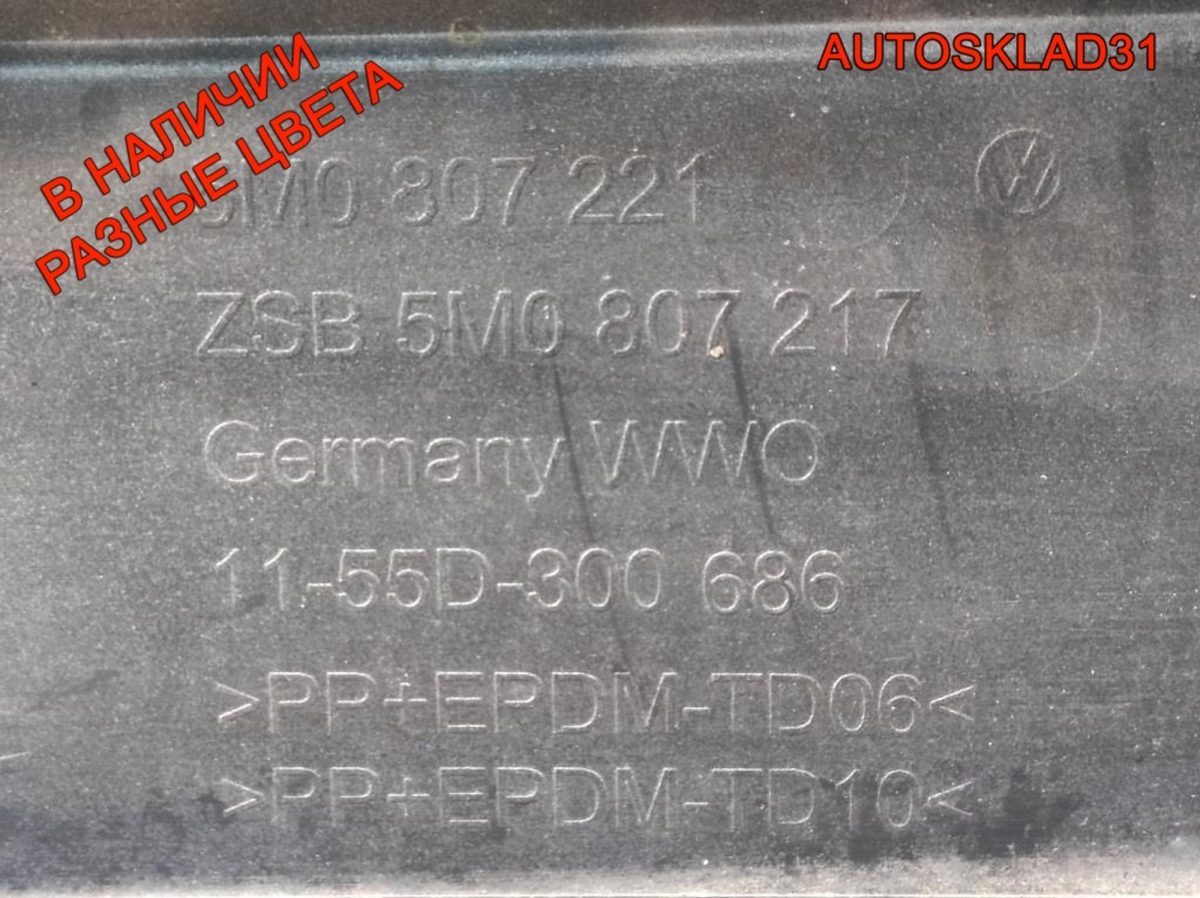 AUTOSKLAD31
В НАЛИЧИИ
РАЗНЫЕ ЦВЕТА
5M0 807 221
ZSB 5M0 807 217
Germany WWO
11-55D-300 686
>PP+EPDM-TD06<
>PP+EPDM-TD10<